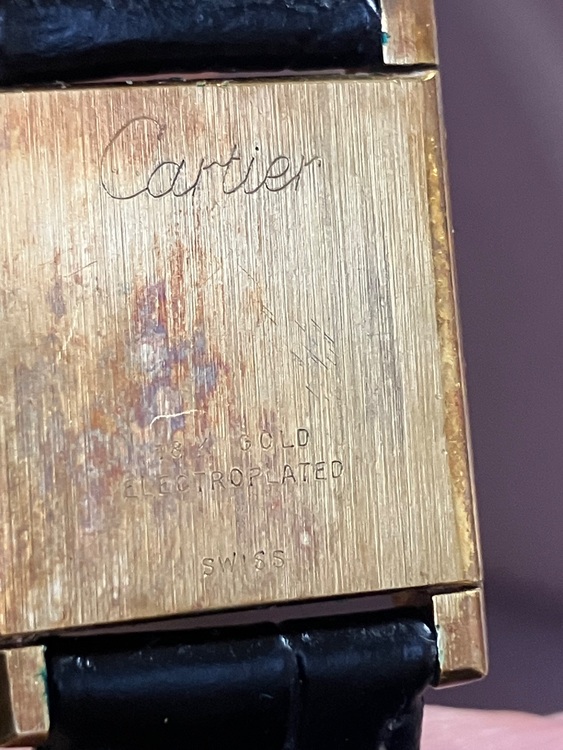 Cartier
18K GOLD
ELECTROPLATED
SWISS